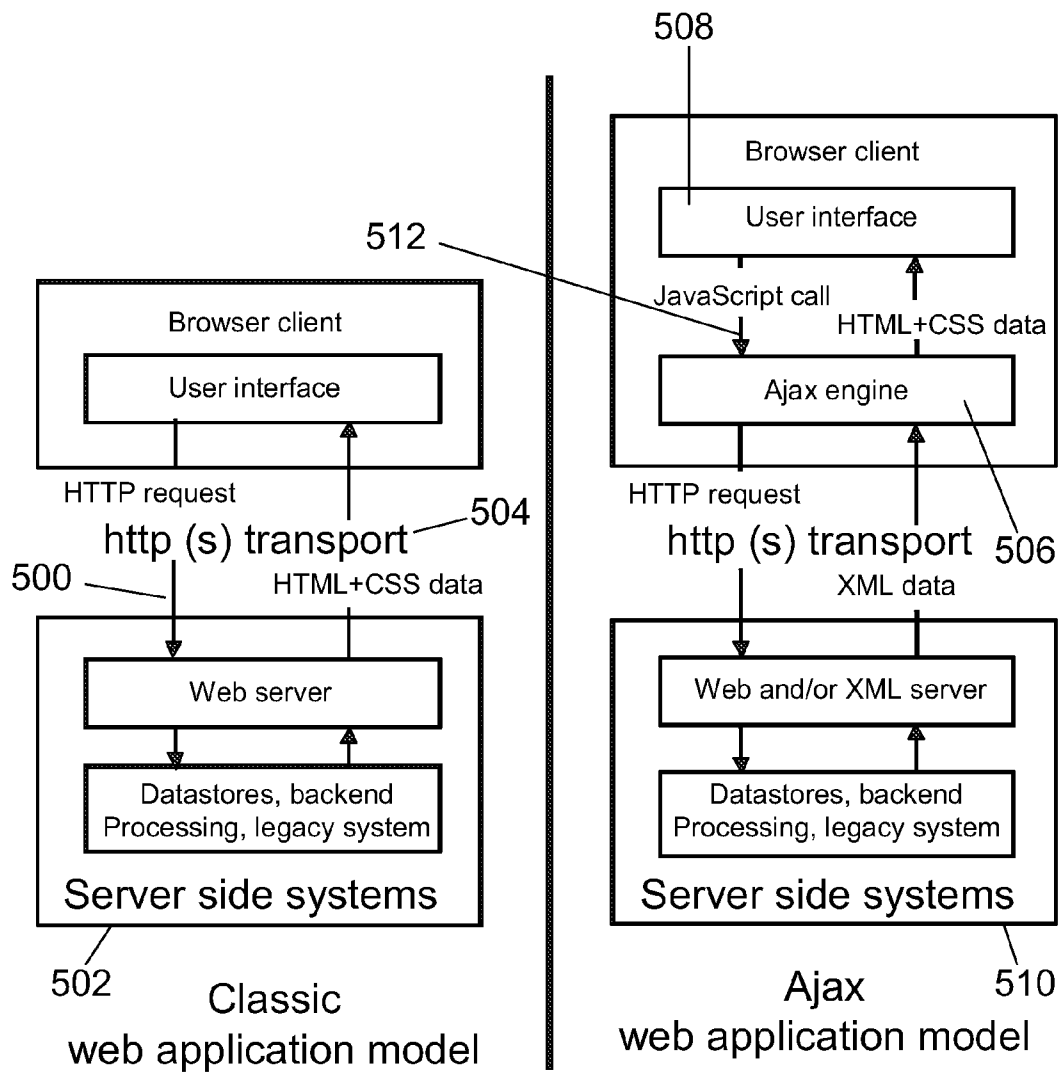 508
Browser client
User interface
512
JavaScript call
HTML+CSS data
Ajax engine
HTTP request
http (s) transport
506
XML data
Web and/or XML server
Datastores, backend
Processing, legacy system
Server side systems
510
Ajax
web application model
Browser client
User interface
HTTP request
504
http (s) transport
500
HTML+CSS data
Web server
Datastores, backend
Processing, legacy system
Server side systems
502
Classic
web application model